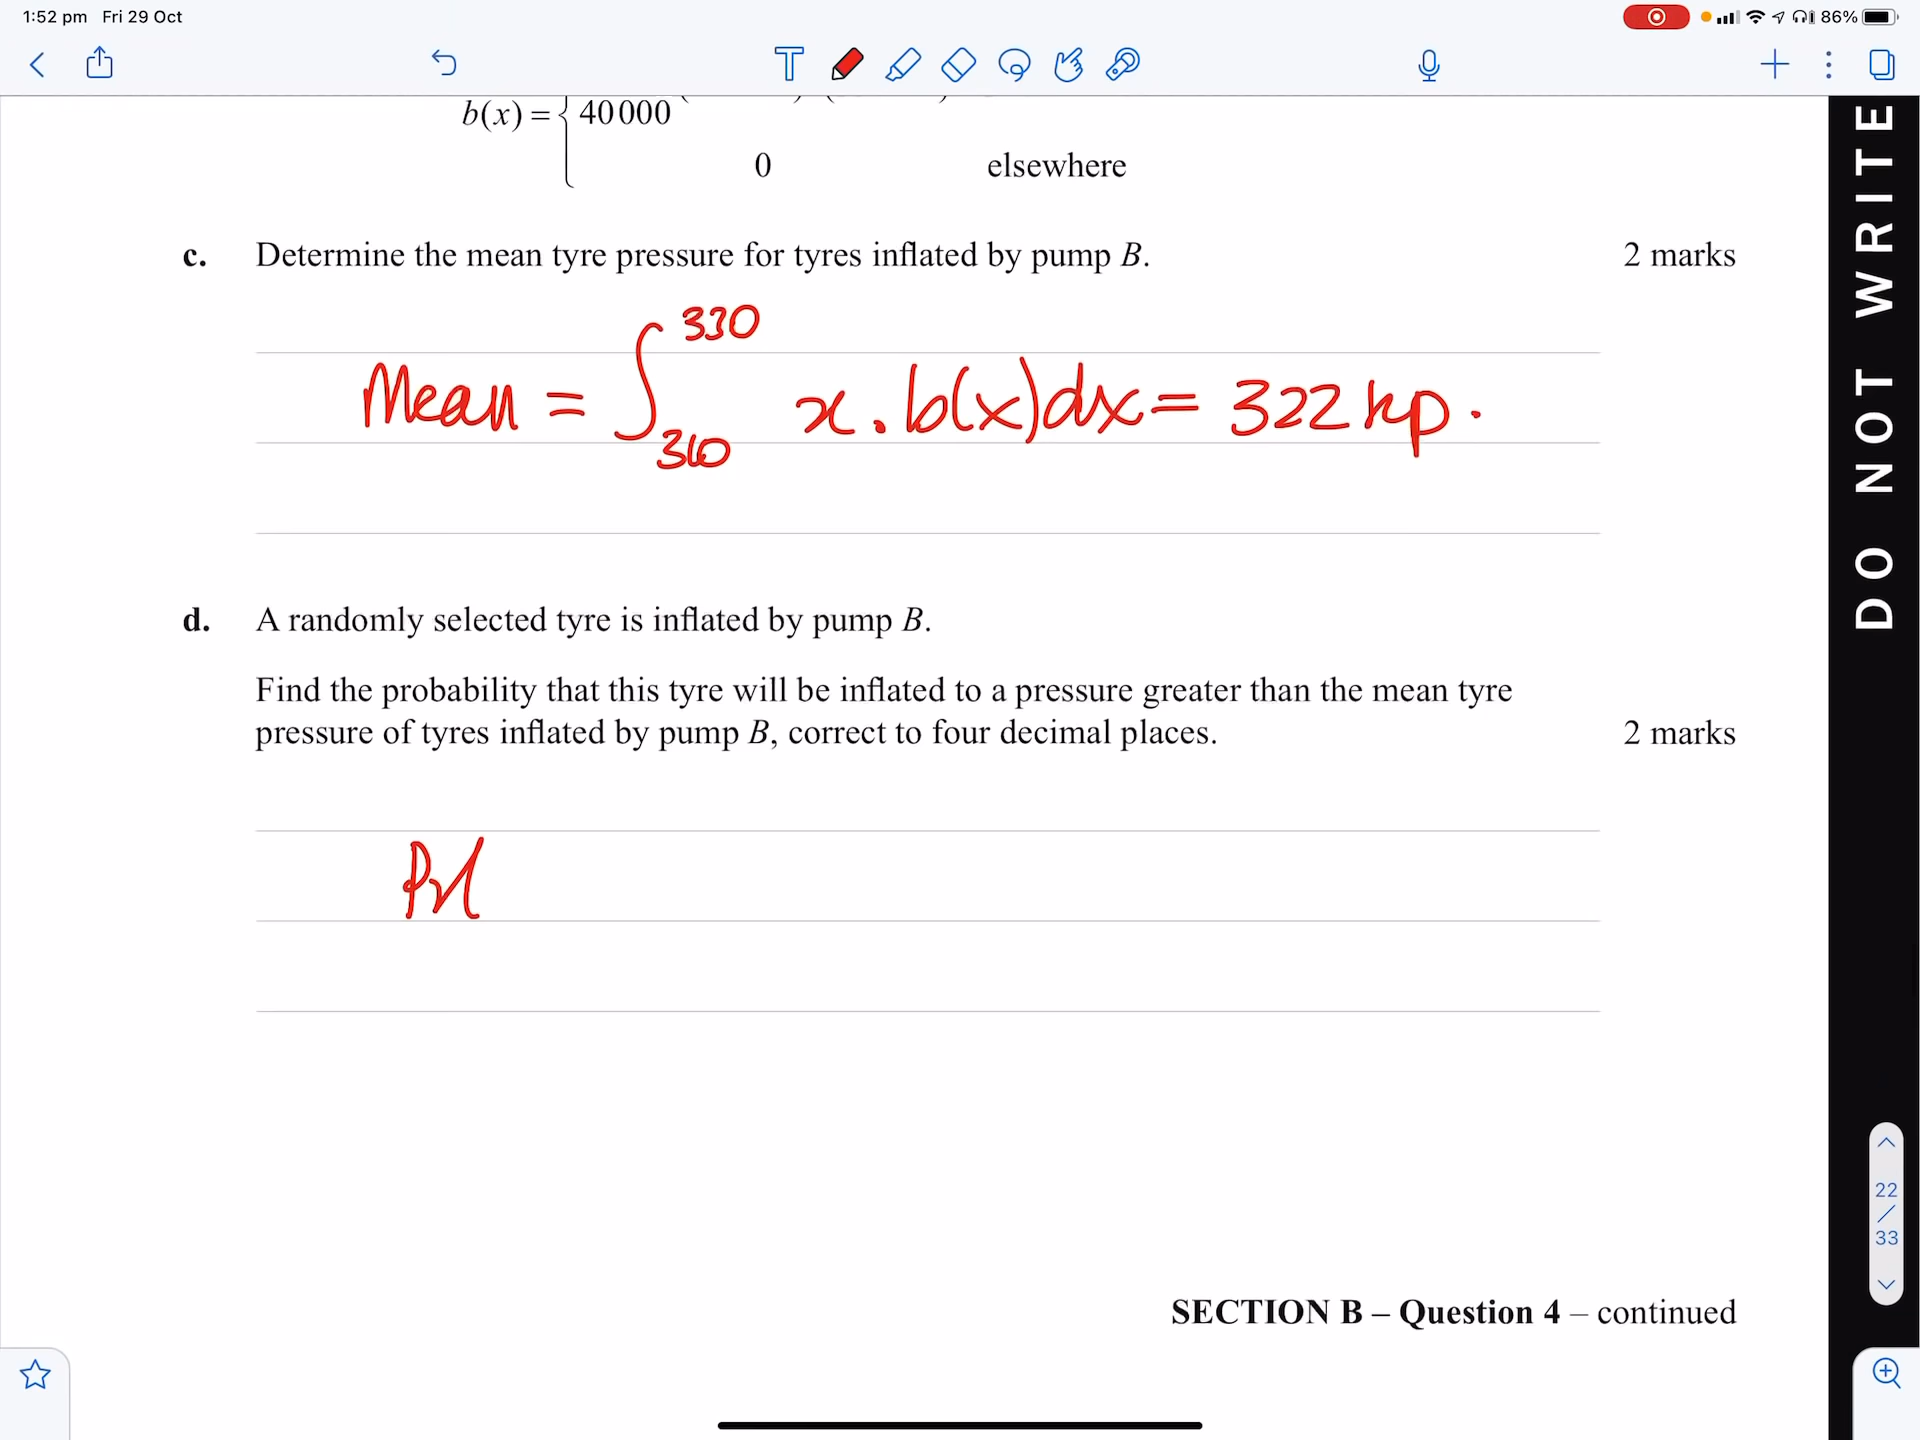 1:52 pm Fri 29 Oct
86%
b(x) = { 40 000
0 elsewhere
c. Determine the mean tyre pressure for tyres inflated by pump B. 2 marks
Mean = ∫ 330 310 x . b(x) dx = 322 kp .
d. A randomly selected tyre is inflated by pump B.
Find the probability that this tyre will be inflated to a pressure greater than the mean tyre
pressure of tyres inflated by pump B, correct to four decimal places. 2 marks
Pr(
SECTION B – Question 4 – continued
DO NOT WRITE
22
/
33